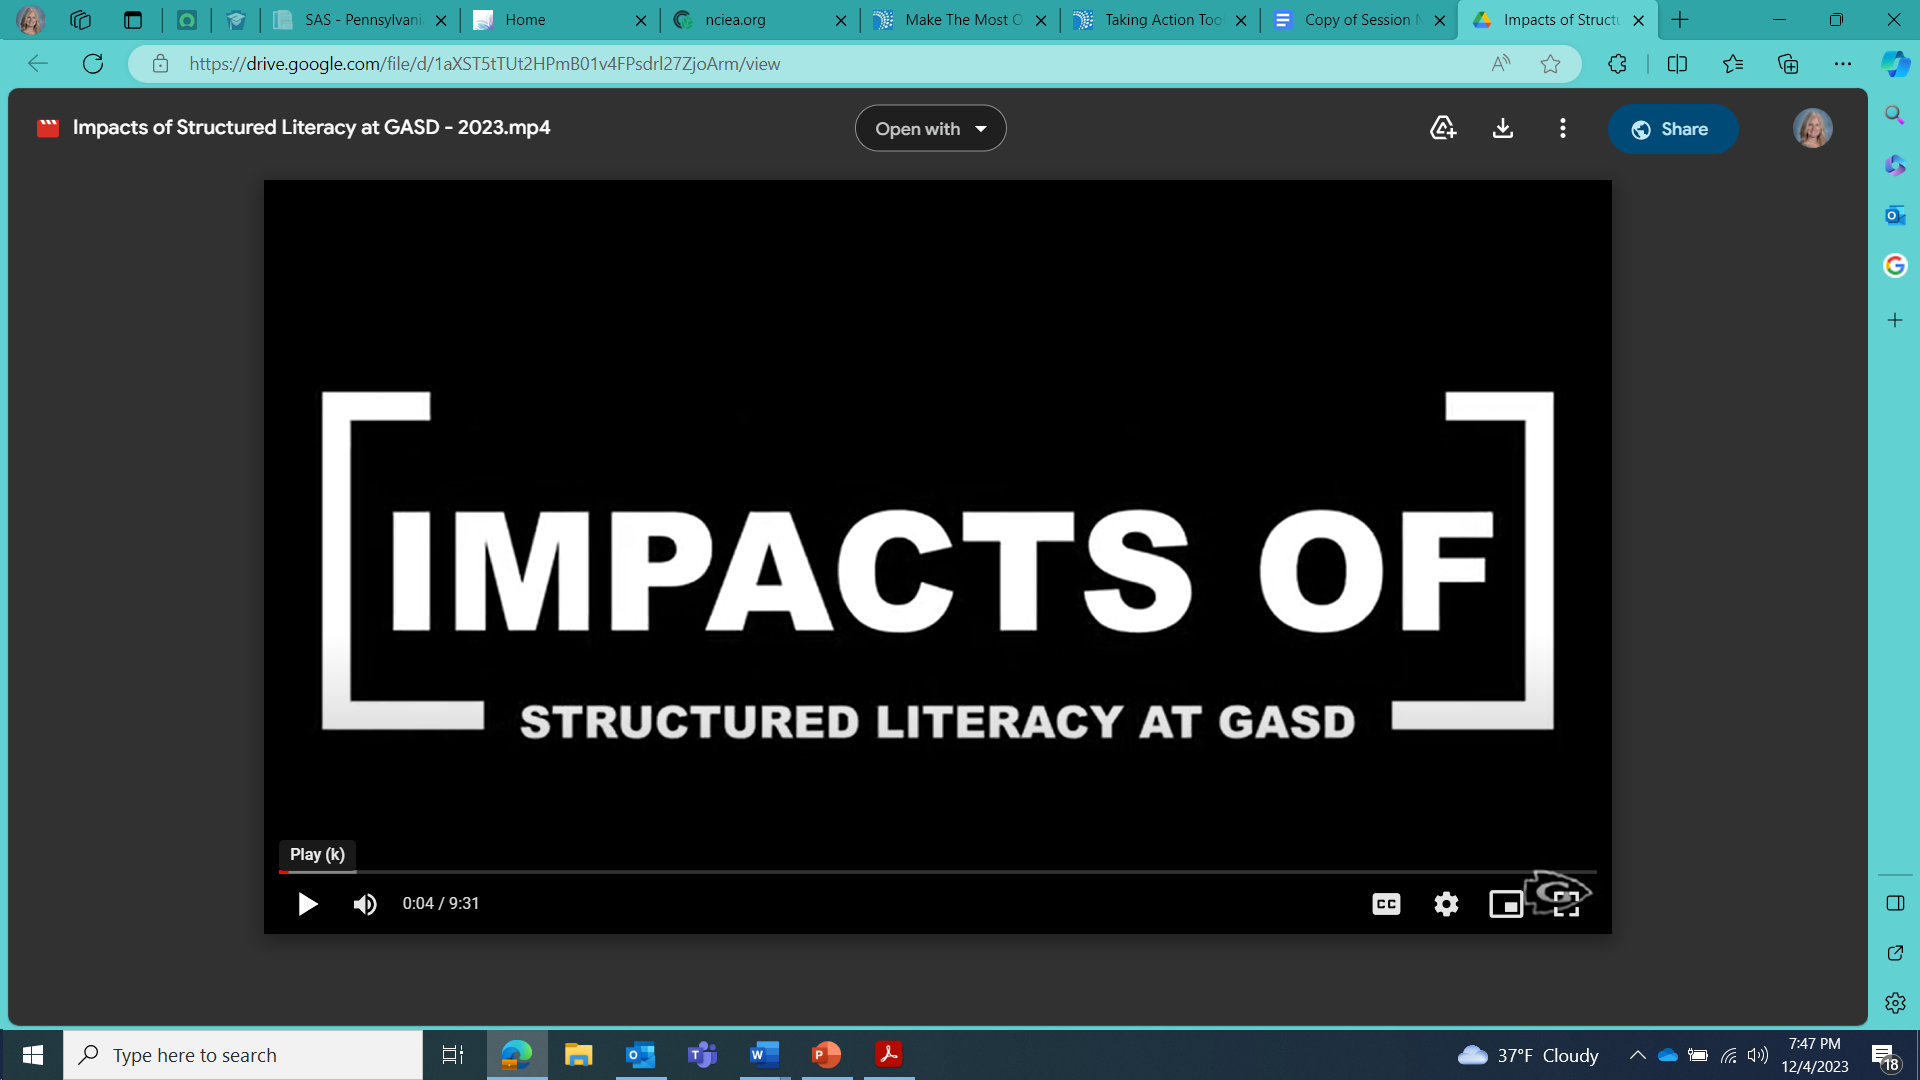 SAS - Pennsylvani
Home
nciea.org
Make The Most O
Taking Action Too
Copy of Session N
Impacts of Structu
https://drive.google.com/file/d/1aXST5tTUt2HPmB01v4FPsdrl27ZjoArm/view
Impacts of Structured Literacy at GASD - 2023.mp4
Open with
Share
IMPACTS OF
STRUCTURED LITERACY AT GASD
Play (k)
0:04 / 9:31
CC
Type here to search
37°F Cloudy
7:47 PM
12/4/2023
18